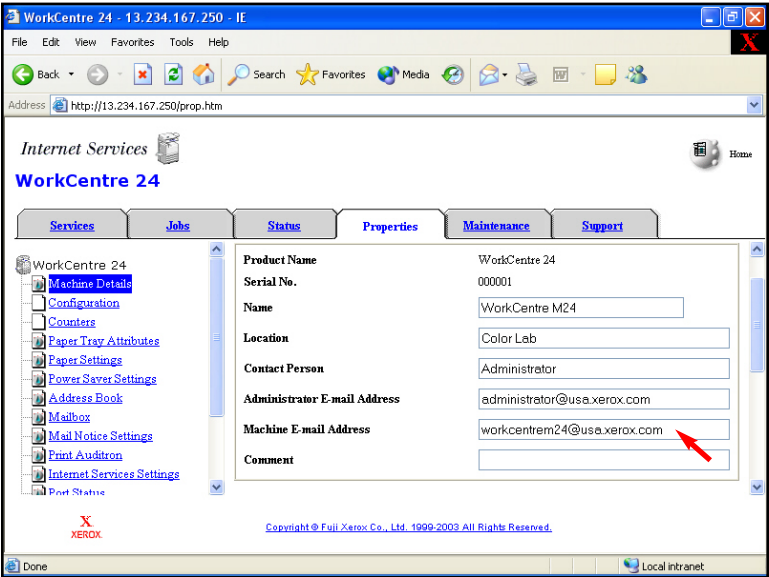 WorkCentre 24 - 13.234.167.250 - IE
File Edit View Favorites Tools Help
X
Back Search Favorites Media W
Address http://13.234.167.250/prop.htm
Internet Services
Home
WorkCentre 24
Services Jobs Status Properties Maintenance Support
WorkCentre 24
Machine Details
Configuration
Counters
Paper Tray Attributes
Paper Settings
Power Saver Settings
Address Book
Mailbox
Mail Notice Settings
Print Auditron
Internet Services Settings
Port Status
Product Name WorkCentre 24
Serial No. 000001
Name WorkCentre M24
Location Color Lab
Contact Person Administrator
Administrator E-mail Address administrator@usa.xerox.com
Machine E-mail Address workcentrem24@usa.xerox.com
Comment
X
XEROX.
Copyright © Fuji Xerox Co., Ltd. 1999-2003 All Rights Reserved.
Done Local intranet